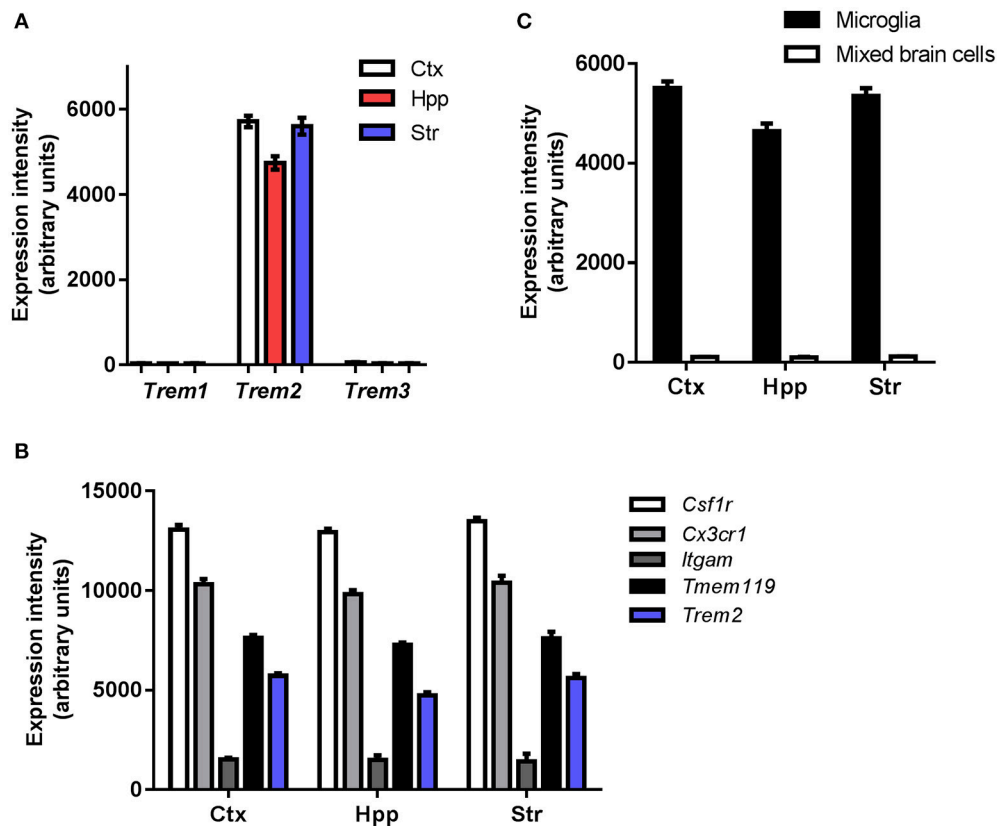 A
Expression intensity
(arbitrary units)
6000
4000
2000
0
Ctx
Hpp
Str
Trem1 Trem2 Trem3
C
Microglia
Mixed brain cells
Expression intensity
(arbitrary units)
6000
4000
2000
0
Ctx Hpp Str
B
Expression intensity
(arbitrary units)
15000
10000
5000
0
Ctx Hpp Str
Csf1r
Cx3cr1
Itgam
Tmem119
Trem2